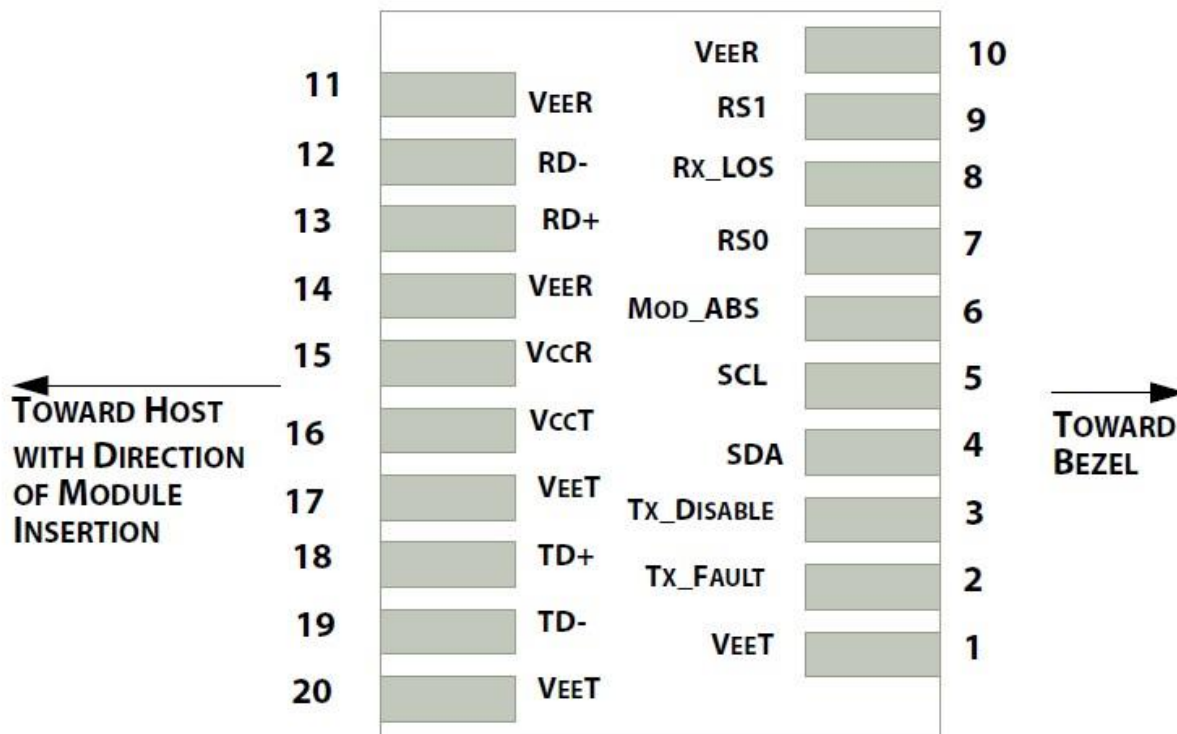 11 VEER
12 RD-
13 RD+
14 VEER
15 VCCR
16 VCCT
17 VEET
18 TD+
19 TD-
20 VEET
VEER 10
RS1 9
RX_LOS 8
RS0 7
MOD_ABS 6
SCL 5
SDA 4
TX_DISABLE 3
TX_FAULT 2
VEET 1
TOWARD HOST
WITH DIRECTION
OF MODULE
INSERTION
TOWARD
BEZEL